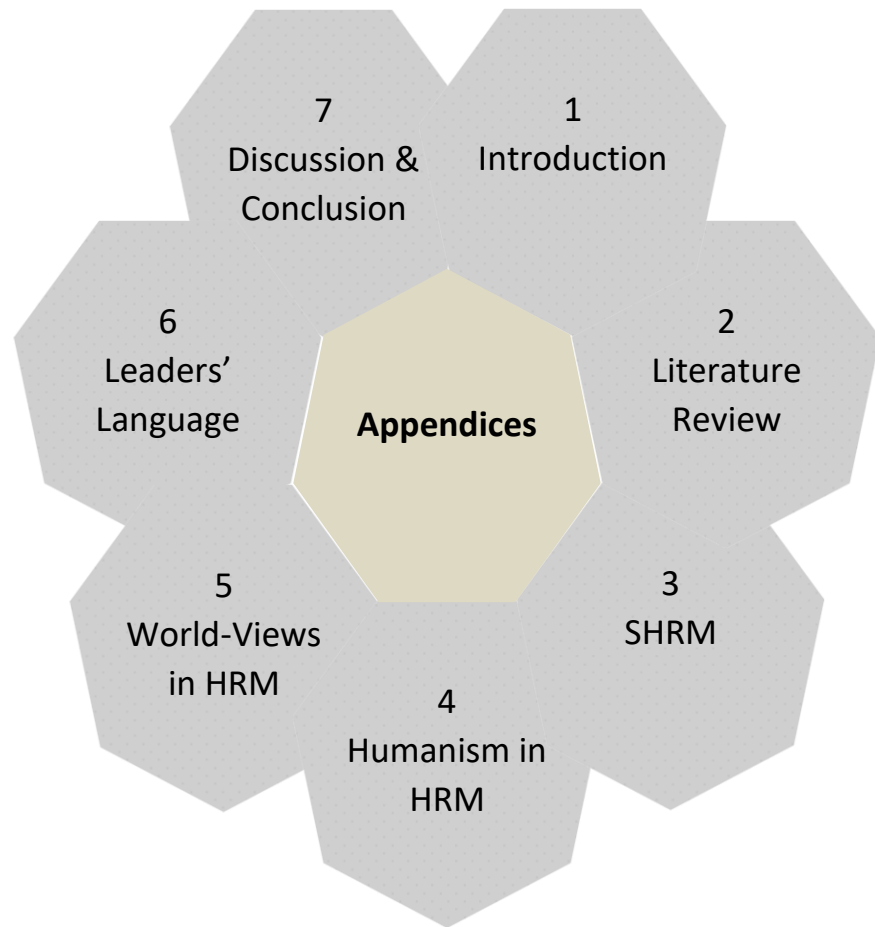 1
Introduction
2
Literature
Review
3
SHRM
4
Humanism in
HRM
5
World-Views
in HRM
6
Leaders’
Language
7
Discussion &
Conclusion
Appendices